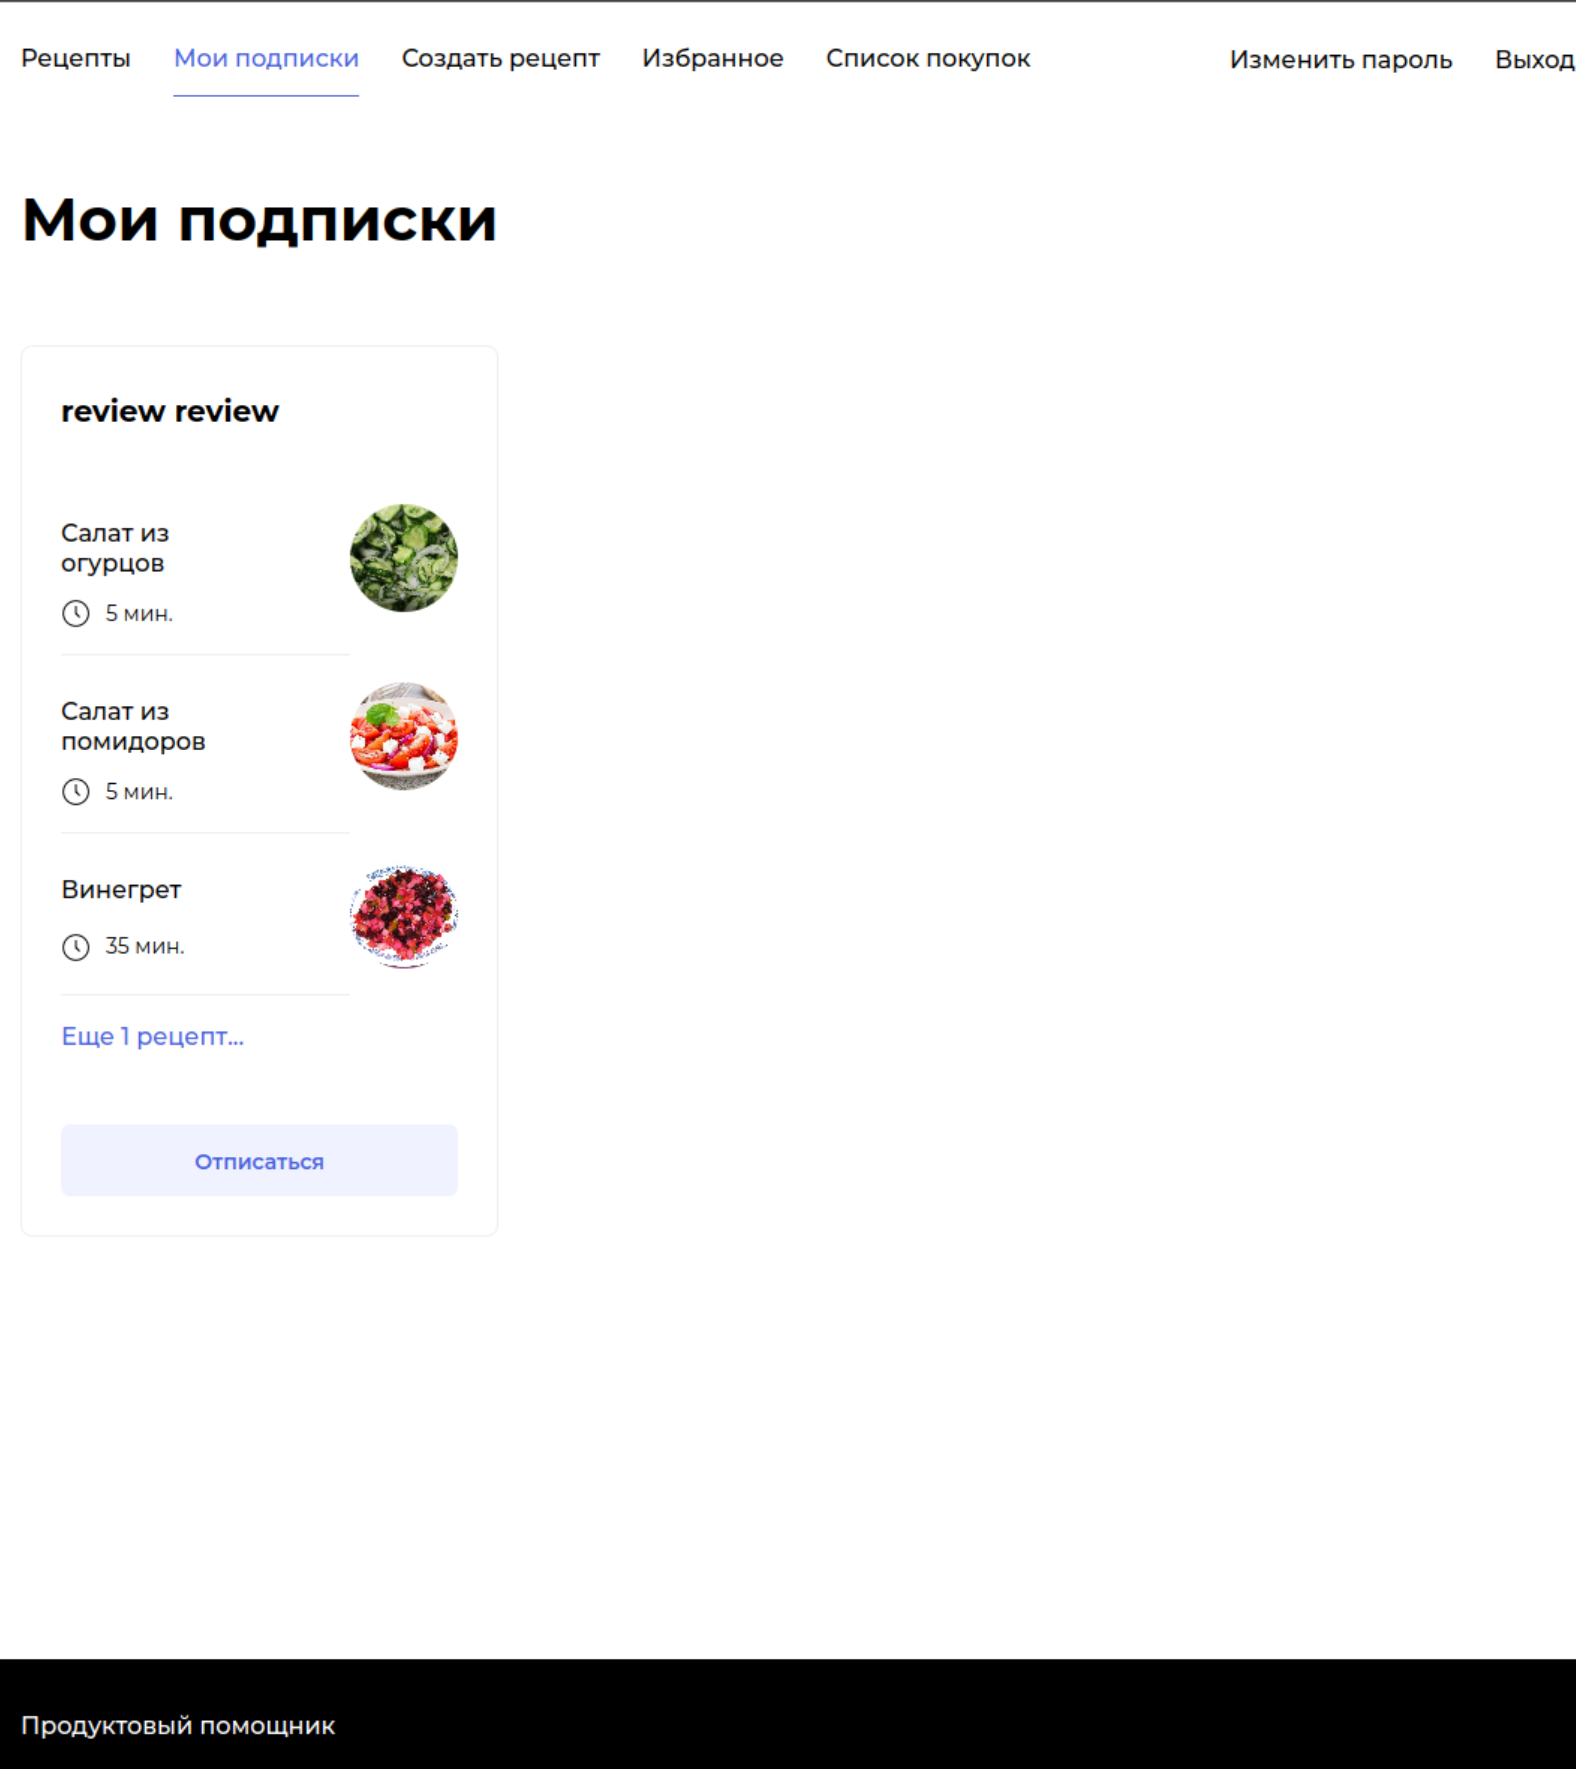 Рецепты Мои подписки Создать рецепт Избранное Список покупок Изменить пароль Выход
Мои подписки
review review
Салат из
огурцов
5 мин.
Салат из
помидоров
5 мин.
Винегрет
35 мин.
Еще 1 рецепт...
Отписаться
Продуктовый помощник